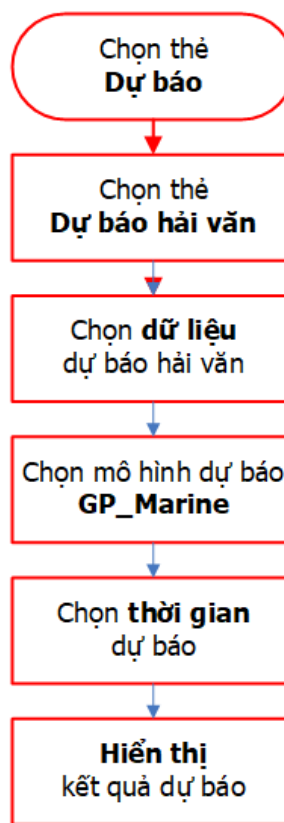 Chọn thẻ
Dự báo
Chọn thẻ
Dự báo hải văn
Chọn dữ liệu
dự báo hải văn
Chọn mô hình dự báo
GP_Marine
Chọn thời gian
dự báo
Hiển thị
kết quả dự báo